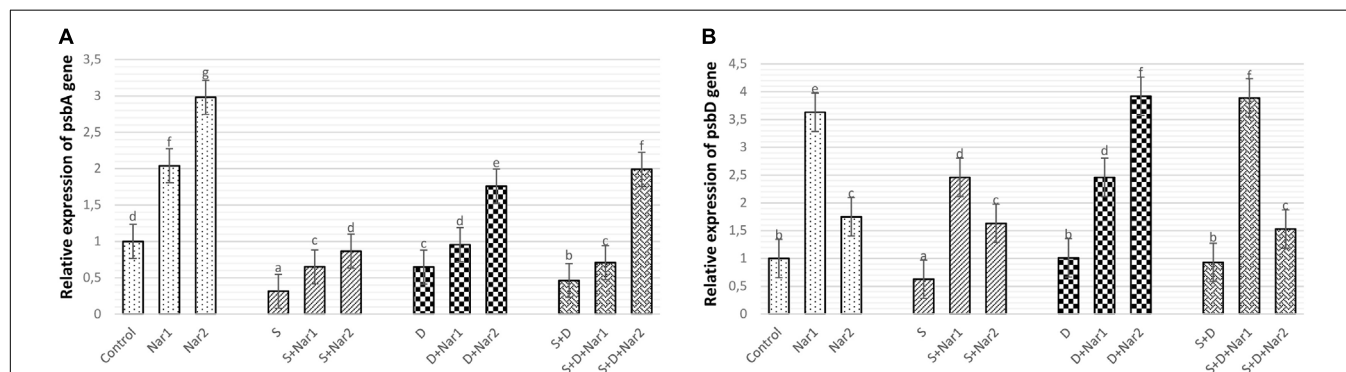 A
Relative expression of psbA gene
3,5
3
2,5
2
1,5
1
0,5
0
d
f
g
a
c
d
c
d
e
b
c
f
Control
Nar1
Nar2
S
S+Nar1
S+Nar2
D
D+Nar1
D+Nar2
S+D
S+D+Nar1
S+D+Nar2
B
Relative expression of psbD gene
4,5
4
3,5
3
2,5
2
1,5
1
0,5
0
b
e
c
a
d
c
b
d
f
b
f
c
Control
Nar1
Nar2
S
S+Nar1
S+Nar2
D
D+Nar1
D+Nar2
S+D
S+D+Nar1
S+D+Nar2